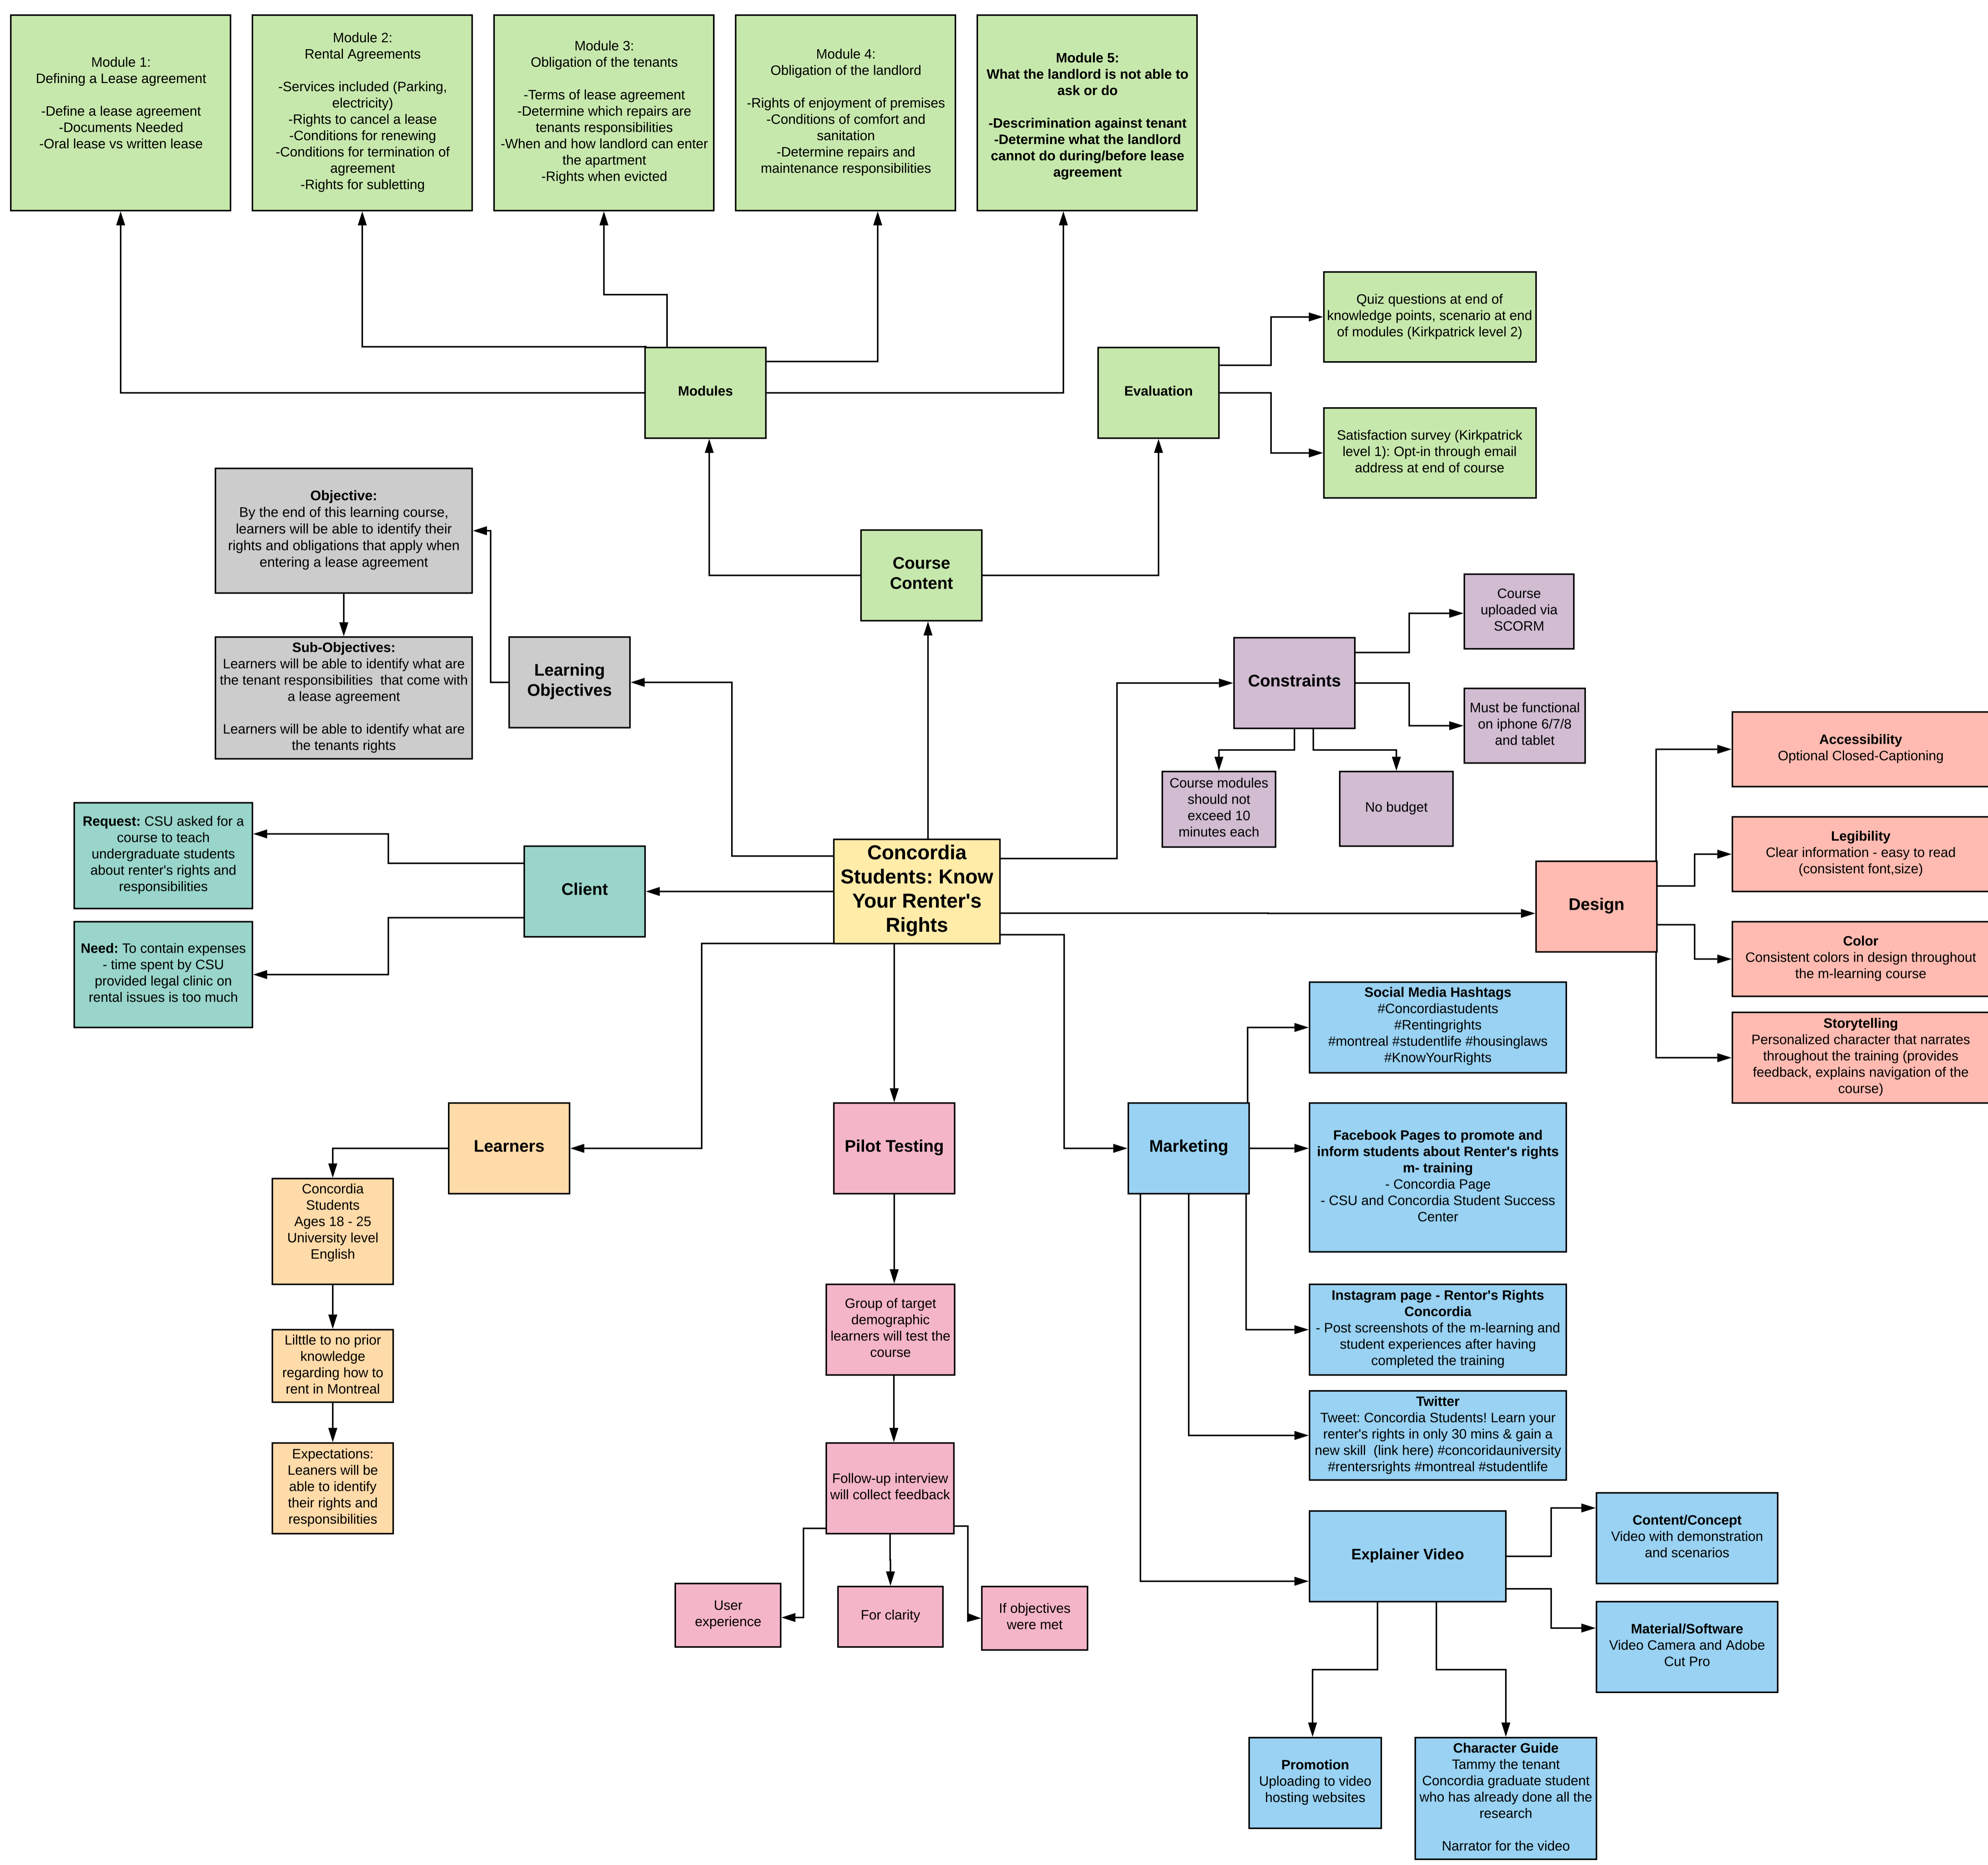 Module 1:
Defining a Lease agreement
-Define a lease agreement
-Documents Needed
-Oral lease vs written lease
Module 2:
Rental Agreements
-Services included (Parking,
electricity)
-Rights to cancel a lease
-Conditions for renewing
-Conditions for termination of
agreement
-Rights for subletting
Module 3:
Obligation of the tenants
-Terms of lease agreement
-Determine which repairs are
tenants responsibilities
-When and how landlord can enter
the apartment
-Rights when evicted
Module 4:
Obligation of the landlord
-Rights of enjoyment of premises
-Conditions of comfort and
sanitation
-Determine repairs and
maintenance responsibilities
Module 5:
What the landlord is not able to
ask or do
-Descrimination against tenant
-Determine what the landlord
cannot do during/before lease
agreement
Modules
Evaluation
Quiz questions at end of
knowledge points, scenario at end
of modules (Kirkpatrick level 2)
Satisfaction survey (Kirkpatrick
level 1): Opt-in through email
address at end of course
Course
Content
Objective:
By the end of this learning course,
learners will be able to identify their
rights and obligations that apply when
entering a lease agreement
Sub-Objectives:
Learners will be able to identify what are
the tenant responsibilities  that come with
a lease agreement
Learners will be able to identify what are
the tenants rights
Learning
Objectives
Constraints
Course
uploaded via
SCORM
Must be functional
on iphone 6/7/8
and tablet
Course modules
should not
exceed 10
minutes each
No budget
Request: CSU asked for a
course to teach
undergraduate students
about renter's rights and
responsibilities
Need: To contain expenses
- time spent by CSU
provided legal clinic on
rental issues is too much
Client
Concordia
Students: Know
Your Renter's
Rights
Design
Accessibility
Optional Closed-Captioning
Legibility
Clear information - easy to read
(consistent font,size)
Color
Consistent colors in design throughout
the m-learning course
Storytelling
Personalized character that narrates
throughout the training (provides
feedback, explains navigation of the
course)
Learners
Concordia
Students
Ages 18 - 25
University level
English
Lilttle to no prior
knowledge
regarding how to
rent in Montreal
Expectations:
Leaners will be
able to identify
their rights and
responsibilities
Pilot Testing
Group of target
demographic
learners will test the
course
Follow-up interview
will collect feedback
User
experience
For clarity
If objectives
were met
Marketing
Social Media Hashtags
#Concordiastudents
#Rentingrights
#montreal #studentlife #housinglaws
#KnowYourRights
Facebook Pages to promote and
inform students about Renter's rights
m- training
- Concordia Page
- CSU and Concordia Student Success
Center
Instagram page - Rentor's Rights
Concordia
- Post screenshots of the m-learning and
student experiences after having
completed the training
Twitter
Tweet: Concordia Students! Learn your
renter's rights in only 30 mins & gain a
new skill  (link here) #concoridauniversity
#rentersrights #montreal #studentlife
Explainer Video
Content/Concept
Video with demonstration
and scenarios
Material/Software
Video Camera and Adobe
Cut Pro
Promotion
Uploading to video
hosting websites
Character Guide
Tammy the tenant
Concordia graduate student
who has already done all the
research
Narrator for the video